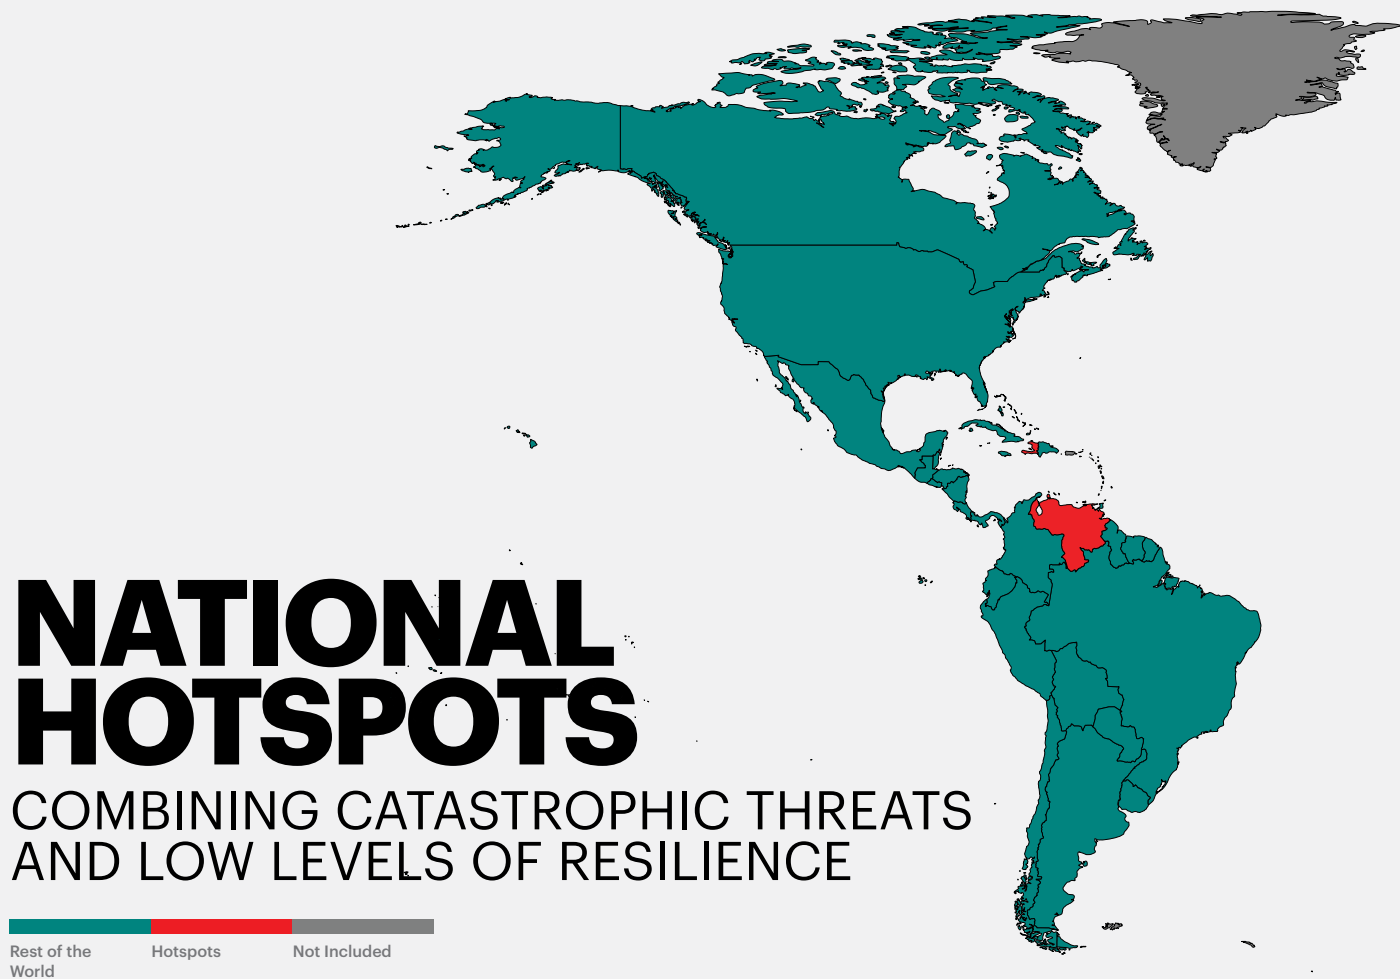 NATIONAL
HOTSPOTS
COMBINING CATASTROPHIC THREATS
AND LOW LEVELS OF RESILIENCE
Rest of the
World
Hotspots
Not Included